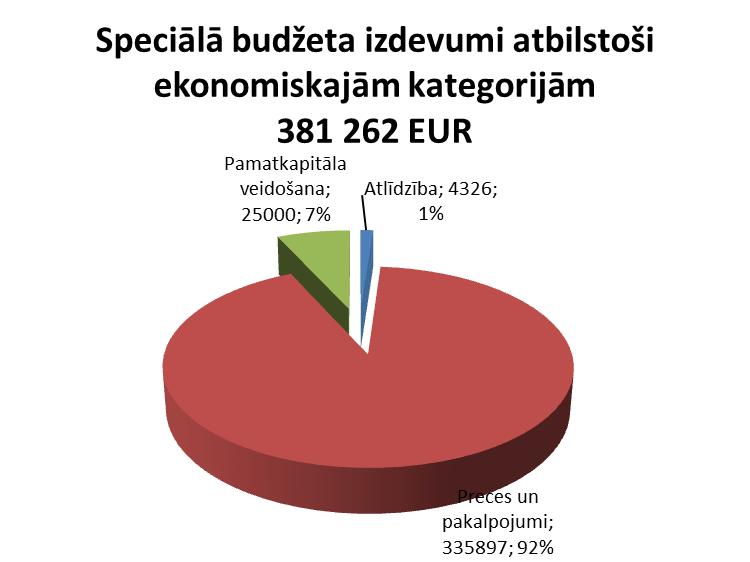 Speciālā budžeta izdevumi atbilstoši
ekonomiskajām kategorijām
381 262 EUR
Pamatkapitāla
veidošana;
25000; 7%
Atlīdzība; 4326;
1%
Preces un
pakalpojumi;
335897; 92%